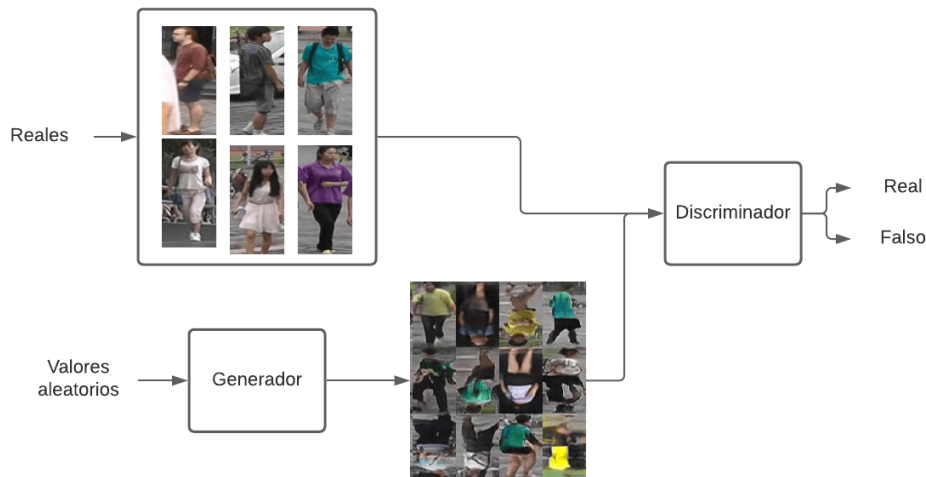 Reales
Discriminador
Real
Falso
Valores
aleatorios
Generador